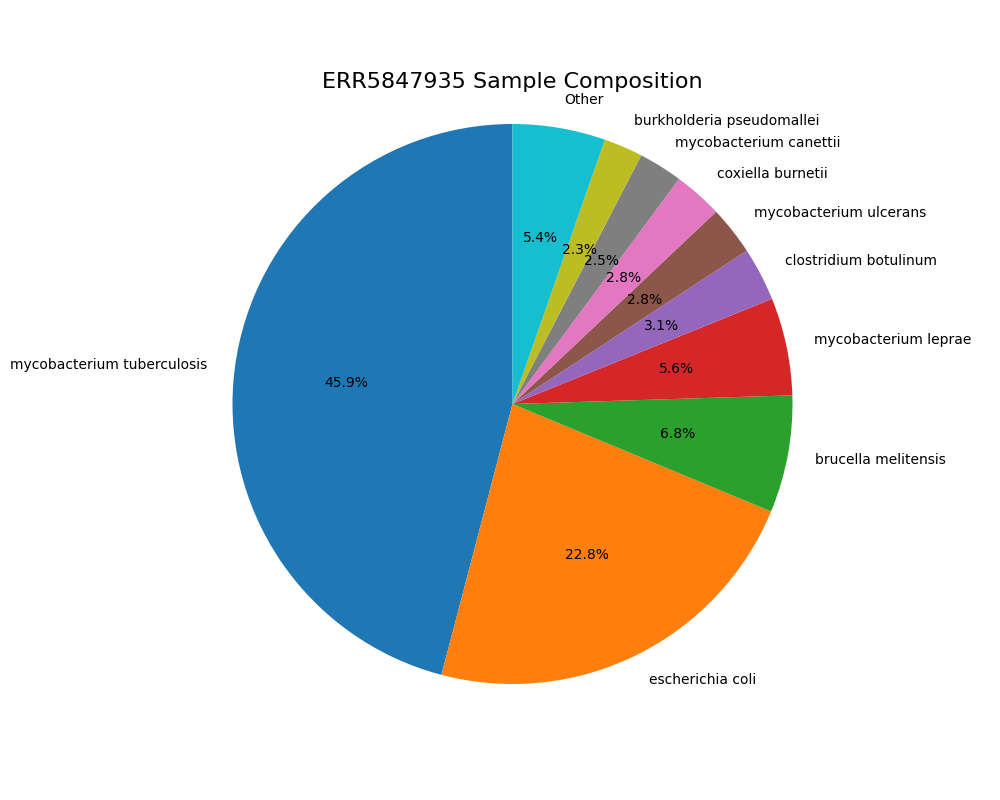 ERR5847935 Sample Composition
Other
burkholderia pseudomallei
mycobacterium canettii
coxiella burnetii
mycobacterium ulcerans
clostridium botulinum
mycobacterium leprae
brucella melitensis
escherichia coli
mycobacterium tuberculosis
5.4%
2.3%
2.5%
2.8%
2.8%
3.1%
5.6%
6.8%
22.8%
45.9%